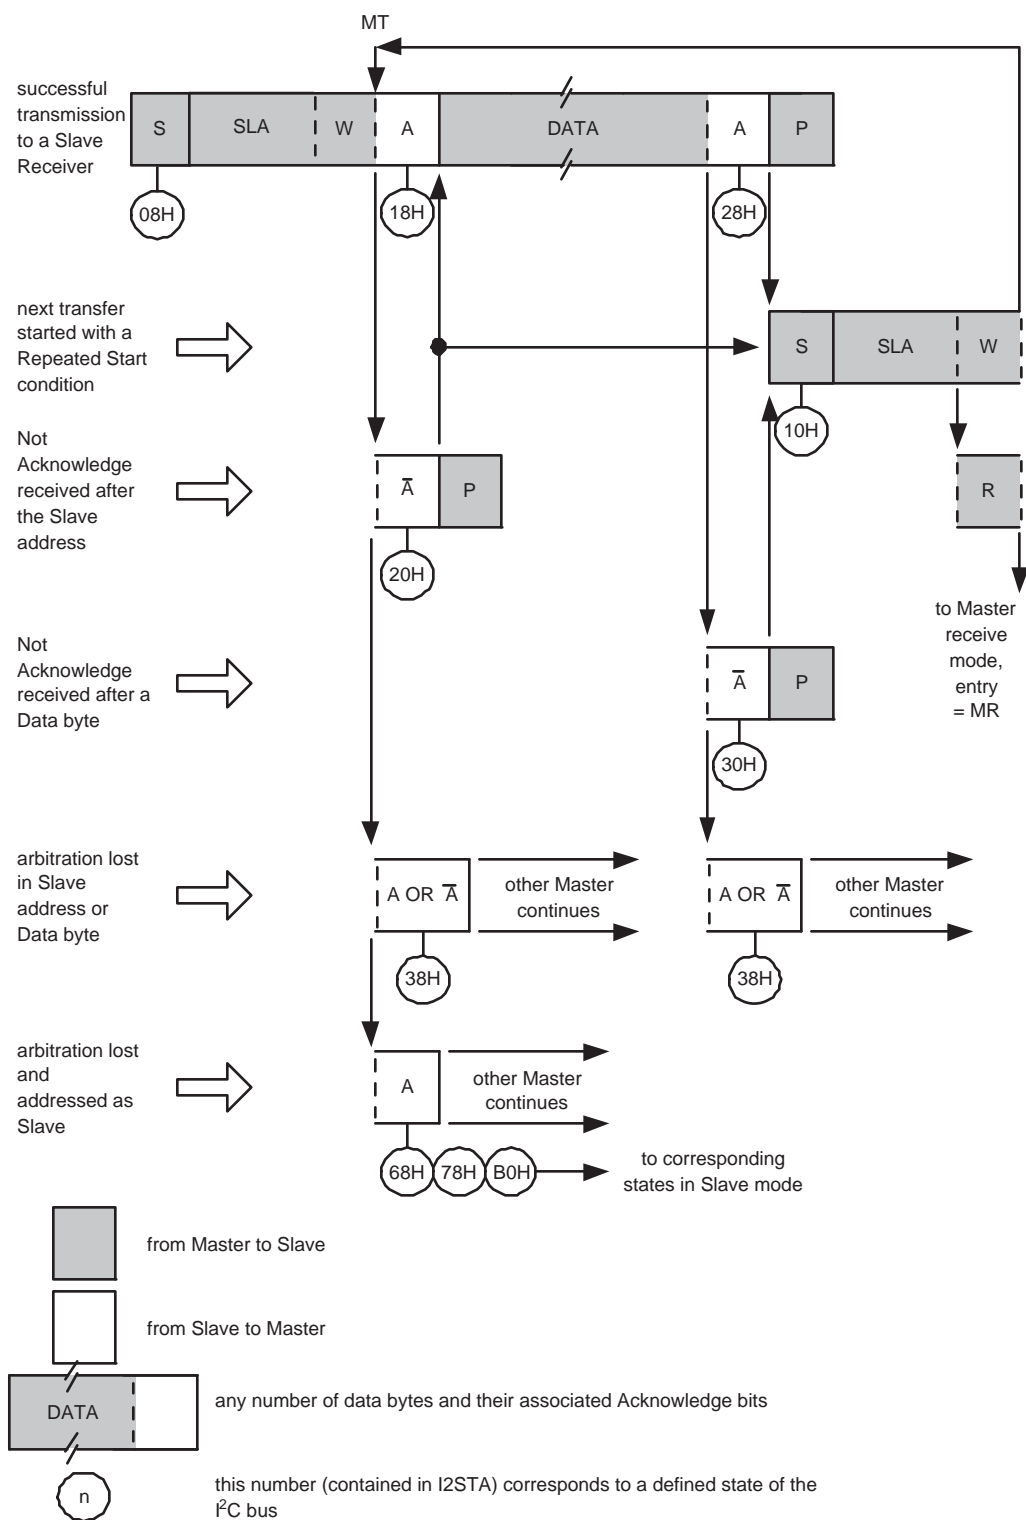 MT
successful
transmission
to a Slave
Receiver
S SLA W A DATA A P
08H 18H 28H
next transfer
started with a
Repeated Start
condition
S SLA W
10H
Not
Acknowledge
received after
the Slave
address
A̅ P
R
20H
to Master
receive
mode,
entry
= MR
Not
Acknowledge
received after a
Data byte
A̅ P
30H
arbitration lost
in Slave
address or
Data byte
A OR A̅
other Master
continues
A OR A̅
other Master
continues
38H 38H
arbitration lost
and
addressed as
Slave
A
other Master
continues
68H 78H B0H
to corresponding
states in Slave mode
from Master to Slave
from Slave to Master
DATA
any number of data bytes and their associated Acknowledge bits
n
this number (contained in I2STA) corresponds to a defined state of the
I²C bus